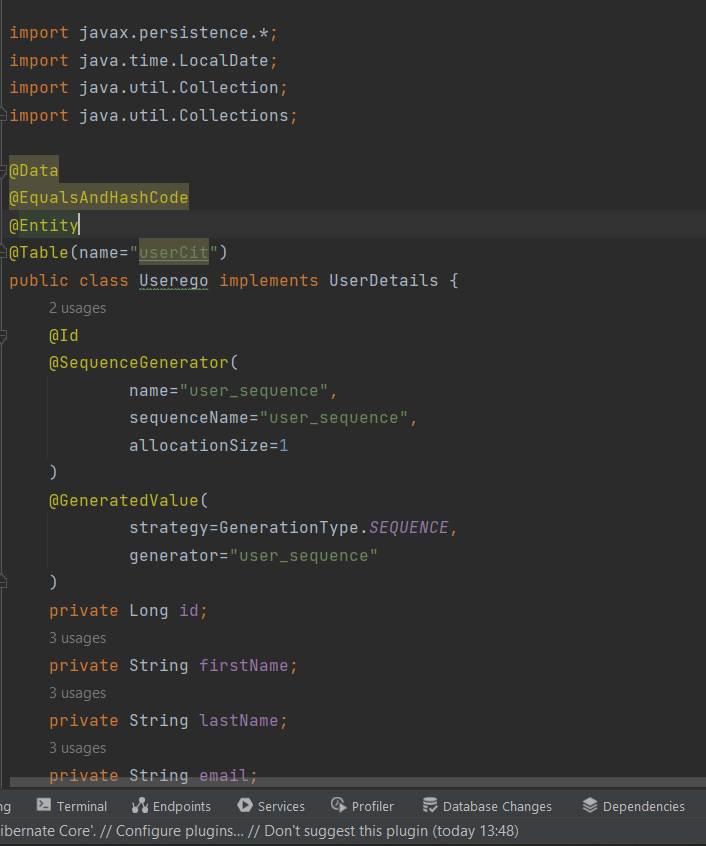 import javax.persistence.*;
import java.time.LocalDate;
import java.util.Collection;
import java.util.Collections;
@Data
@EqualsAndHashCode
@Entity
@Table(name="userCit")
public class Userego implements UserDetails {
2 usages
@Id
@SequenceGenerator(
name="user_sequence",
sequenceName="user_sequence",
allocationSize=1
)
@GeneratedValue(
strategy=GenerationType.SEQUENCE,
generator="user_sequence"
)
private Long id;
3 usages
private String firstName;
3 usages
private String lastName;
3 usages
private String email;
ng Terminal Endpoints Services Profiler Database Changes Dependencies
ibernate Core'. // Configure plugins... // Don't suggest this plugin (today 13:48)